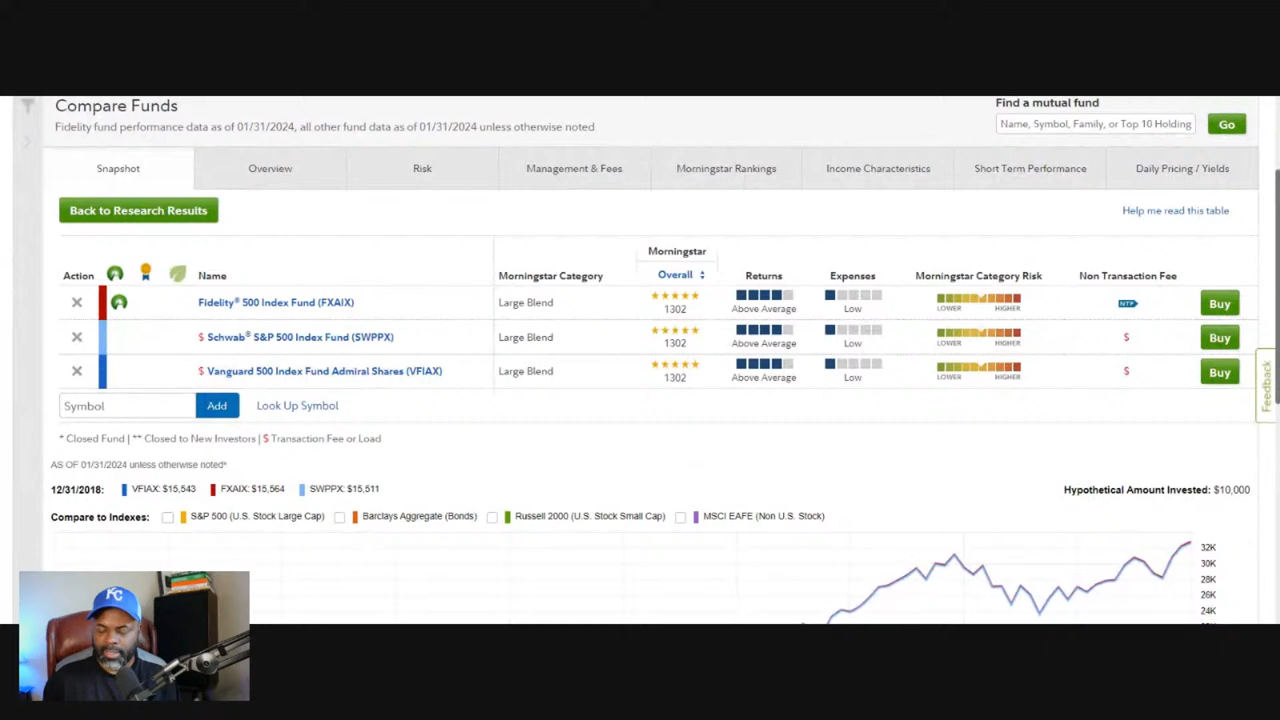 Compare Funds
Find a mutual fund
Fidelity fund performance data as of 01/31/2024, all other fund data as of 01/31/2024 unless otherwise noted
Name, Symbol, Family, or Top 10 Holding
Go
Snapshot Overview Risk Management & Fees Morningstar Rankings Income Characteristics Short Term Performance Daily Pricing / Yields
Back to Research Results
Help me read this table
Morningstar
Action Name Morningstar Category Overall Returns Expenses Morningstar Category Risk Non Transaction Fee
Fidelity® 500 Index Fund (FXAIX) Large Blend 1302 Above Average Low LOWER HIGHER NTF Buy
$ Schwab® S&P 500 Index Fund (SWPPX) Large Blend 1302 Above Average Low LOWER HIGHER $ Buy
$ Vanguard 500 Index Fund Admiral Shares (VFIAX) Large Blend 1302 Above Average Low LOWER HIGHER $ Buy
Symbol Add Look Up Symbol
Feedback
* Closed Fund | ** Closed to New Investors | $ Transaction Fee or Load
AS OF 01/31/2024 unless otherwise noted*
12/31/2018: VFIAX: $15,543 FXAIX: $15,564 SWPPX: $15,511 Hypothetical Amount Invested: $10,000
Compare to Indexes: S&P 500 (U.S. Stock Large Cap) Barclays Aggregate (Bonds) Russell 2000 (U.S. Stock Small Cap) MSCI EAFE (Non U.S. Stock)
32K
30K
28K
26K
24K
KC